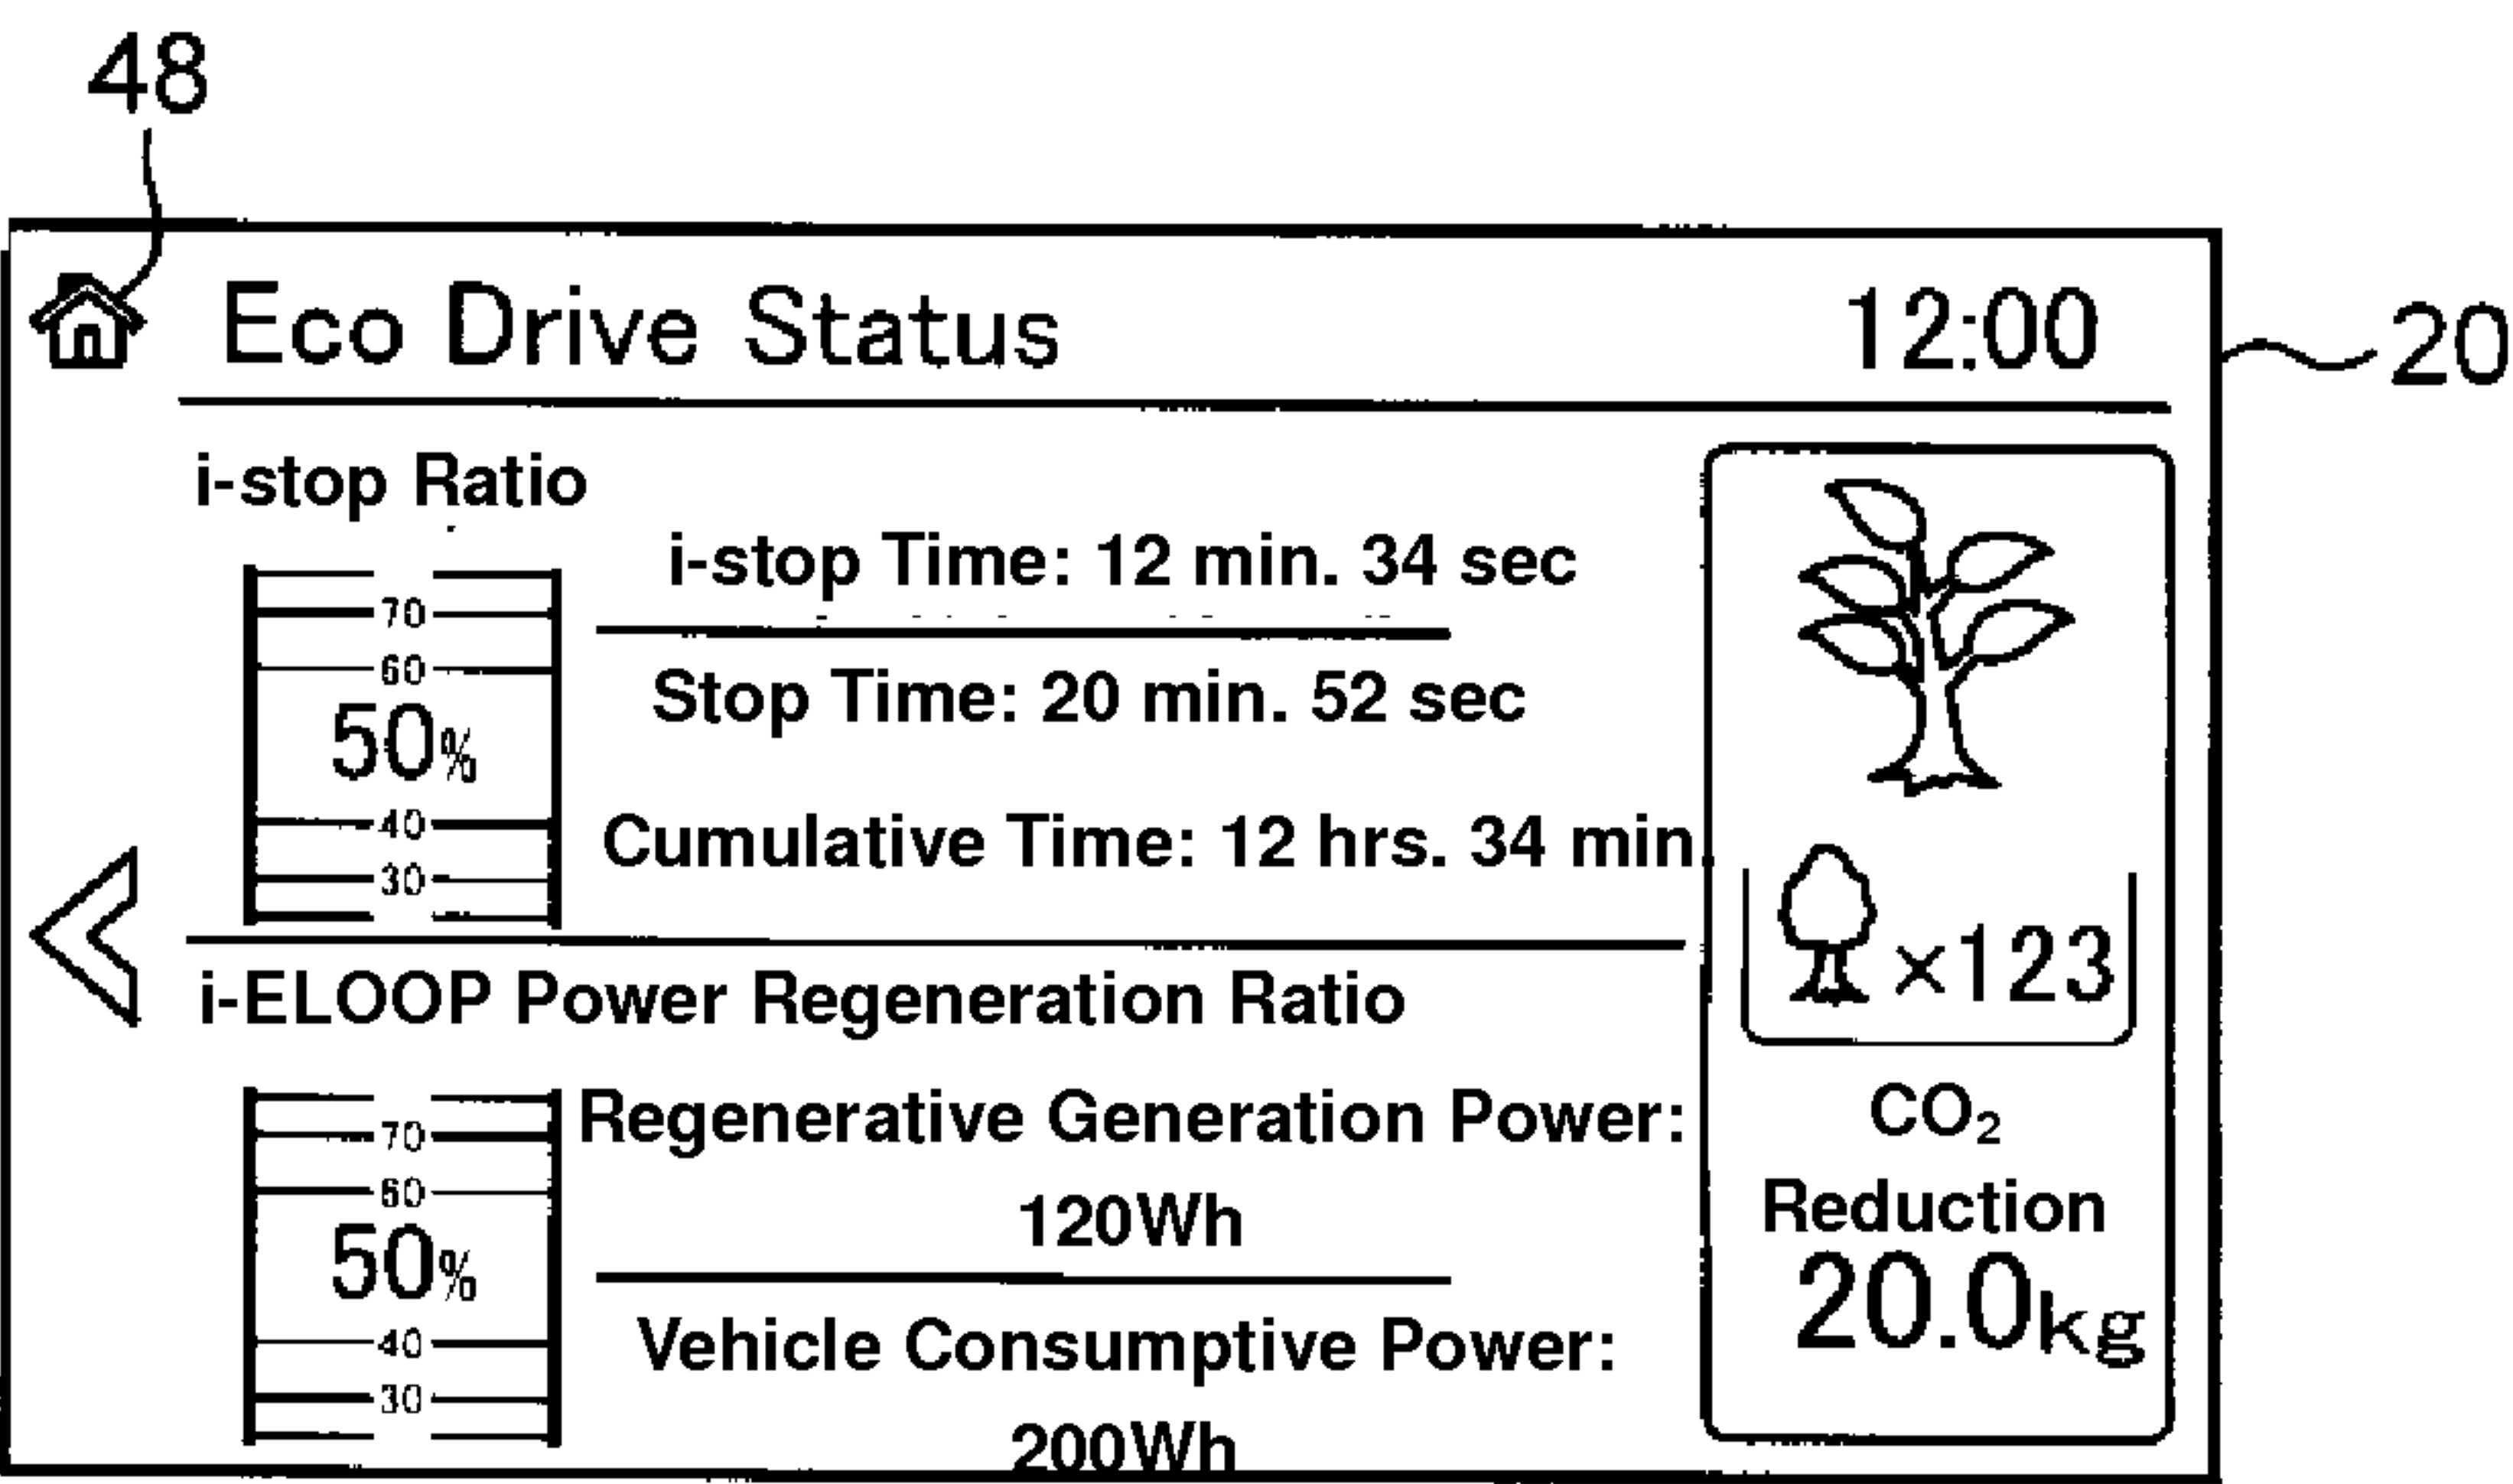 48
Eco Drive Status 12:00
20
i-stop Ratio
70
60
50%
40
30
i-stop Time: 12 min. 34 sec
Stop Time: 20 min. 52 sec
Cumulative Time: 12 hrs. 34 min.
i-ELOOP Power Regeneration Ratio
70
60
50%
40
30
Regenerative Generation Power:
120Wh
Vehicle Consumptive Power:
200Wh
×123
CO₂
Reduction
20.0kg